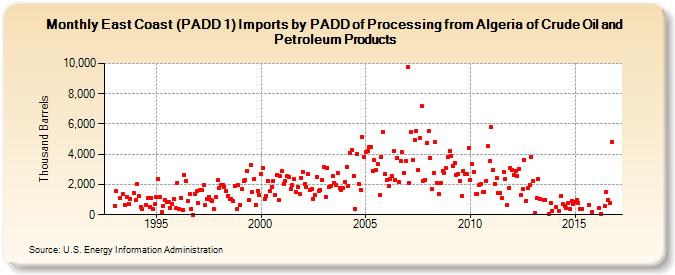 Monthly East Coast (PADD 1) Imports by PADD of Processing from Algeria of Crude Oil and
Petroleum Products
Thousand Barrels
10,000
8,000
6,000
4,000
2,000
0
1995
2000
2005
2010
2015
Source: U.S. Energy Information Administration